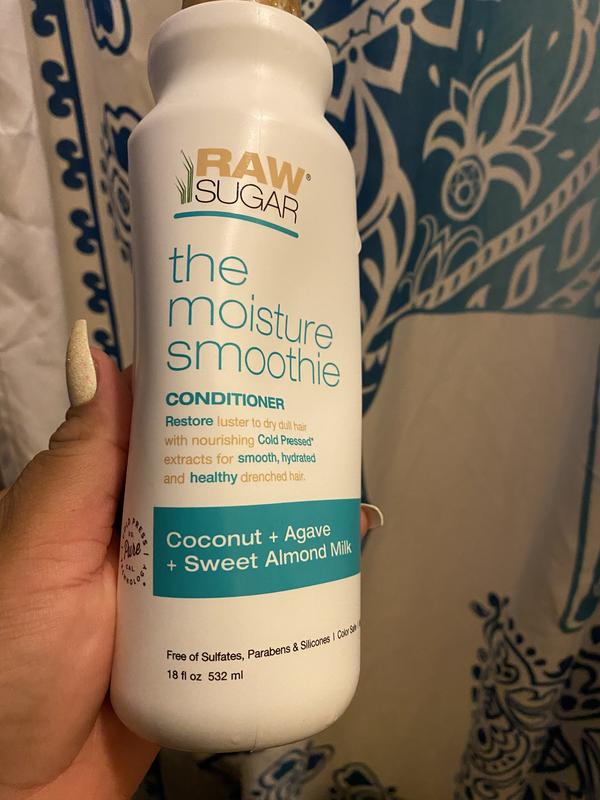 RAW®
SUGAR
the
moisture
smoothie
CONDITIONER
Restore luster to dry dull hair
with nourishing Cold Pressed*
extracts for smooth, hydrated
and healthy drenched hair.
Pure
Coconut + Agave
+ Sweet Almond Milk
Free of Sulfates, Parabens & Silicones | Color Safe
18 fl oz 532 ml